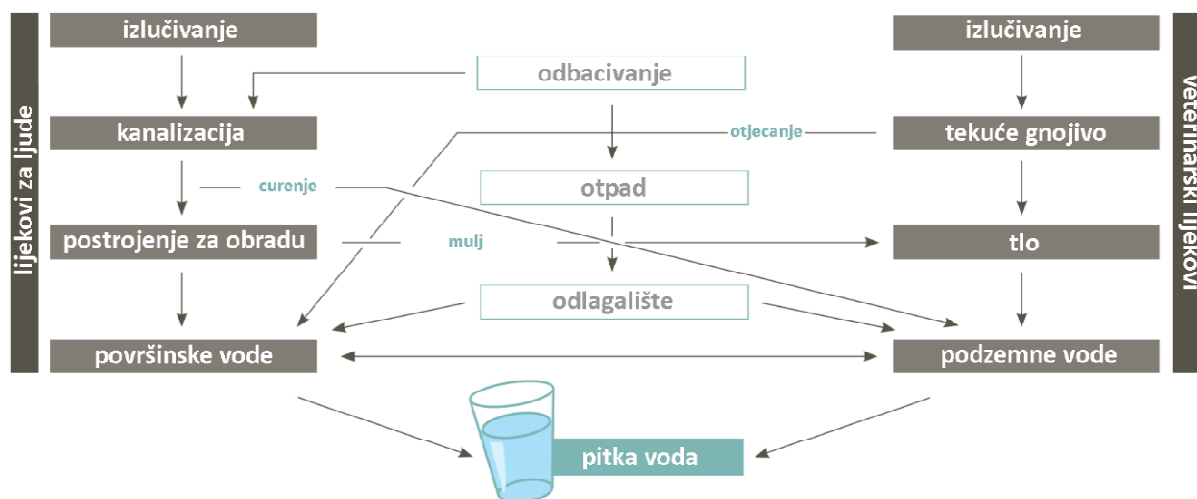 lijekovi za ljude
izlučivanje
izlučivanje
odbacivanje
kanalizacija
otjecanje
tekuće gnojivo
curenje
otpad
postrojenje za obradu
mulj
tlo
odlagalište
površinske vode
podzemne vode
pitka voda
veterinarski lijekovi